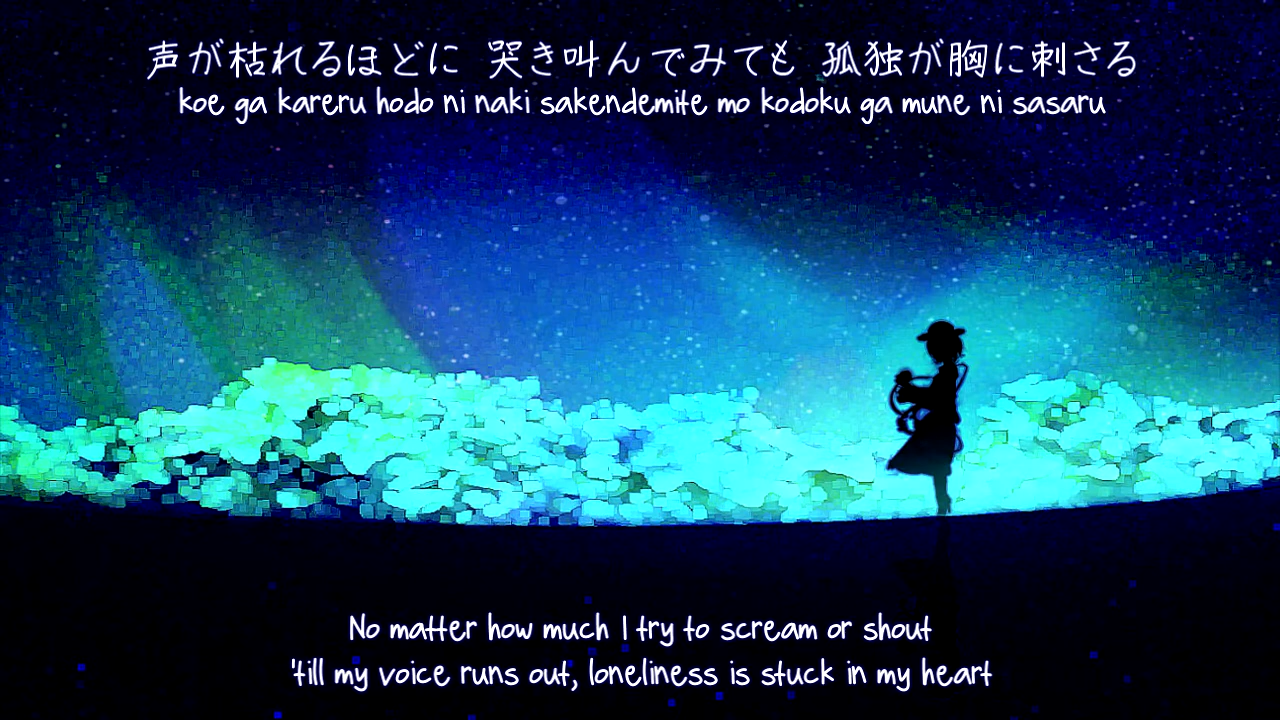 声が枯れるほどに 哭き叫んでみても 孤独が胸に刺さる
koe ga kareru hodo ni naki sakendemite mo kodoku ga mune ni sasaru
No matter how much I try to scream or shout
'till my voice runs out, loneliness is stuck in my heart